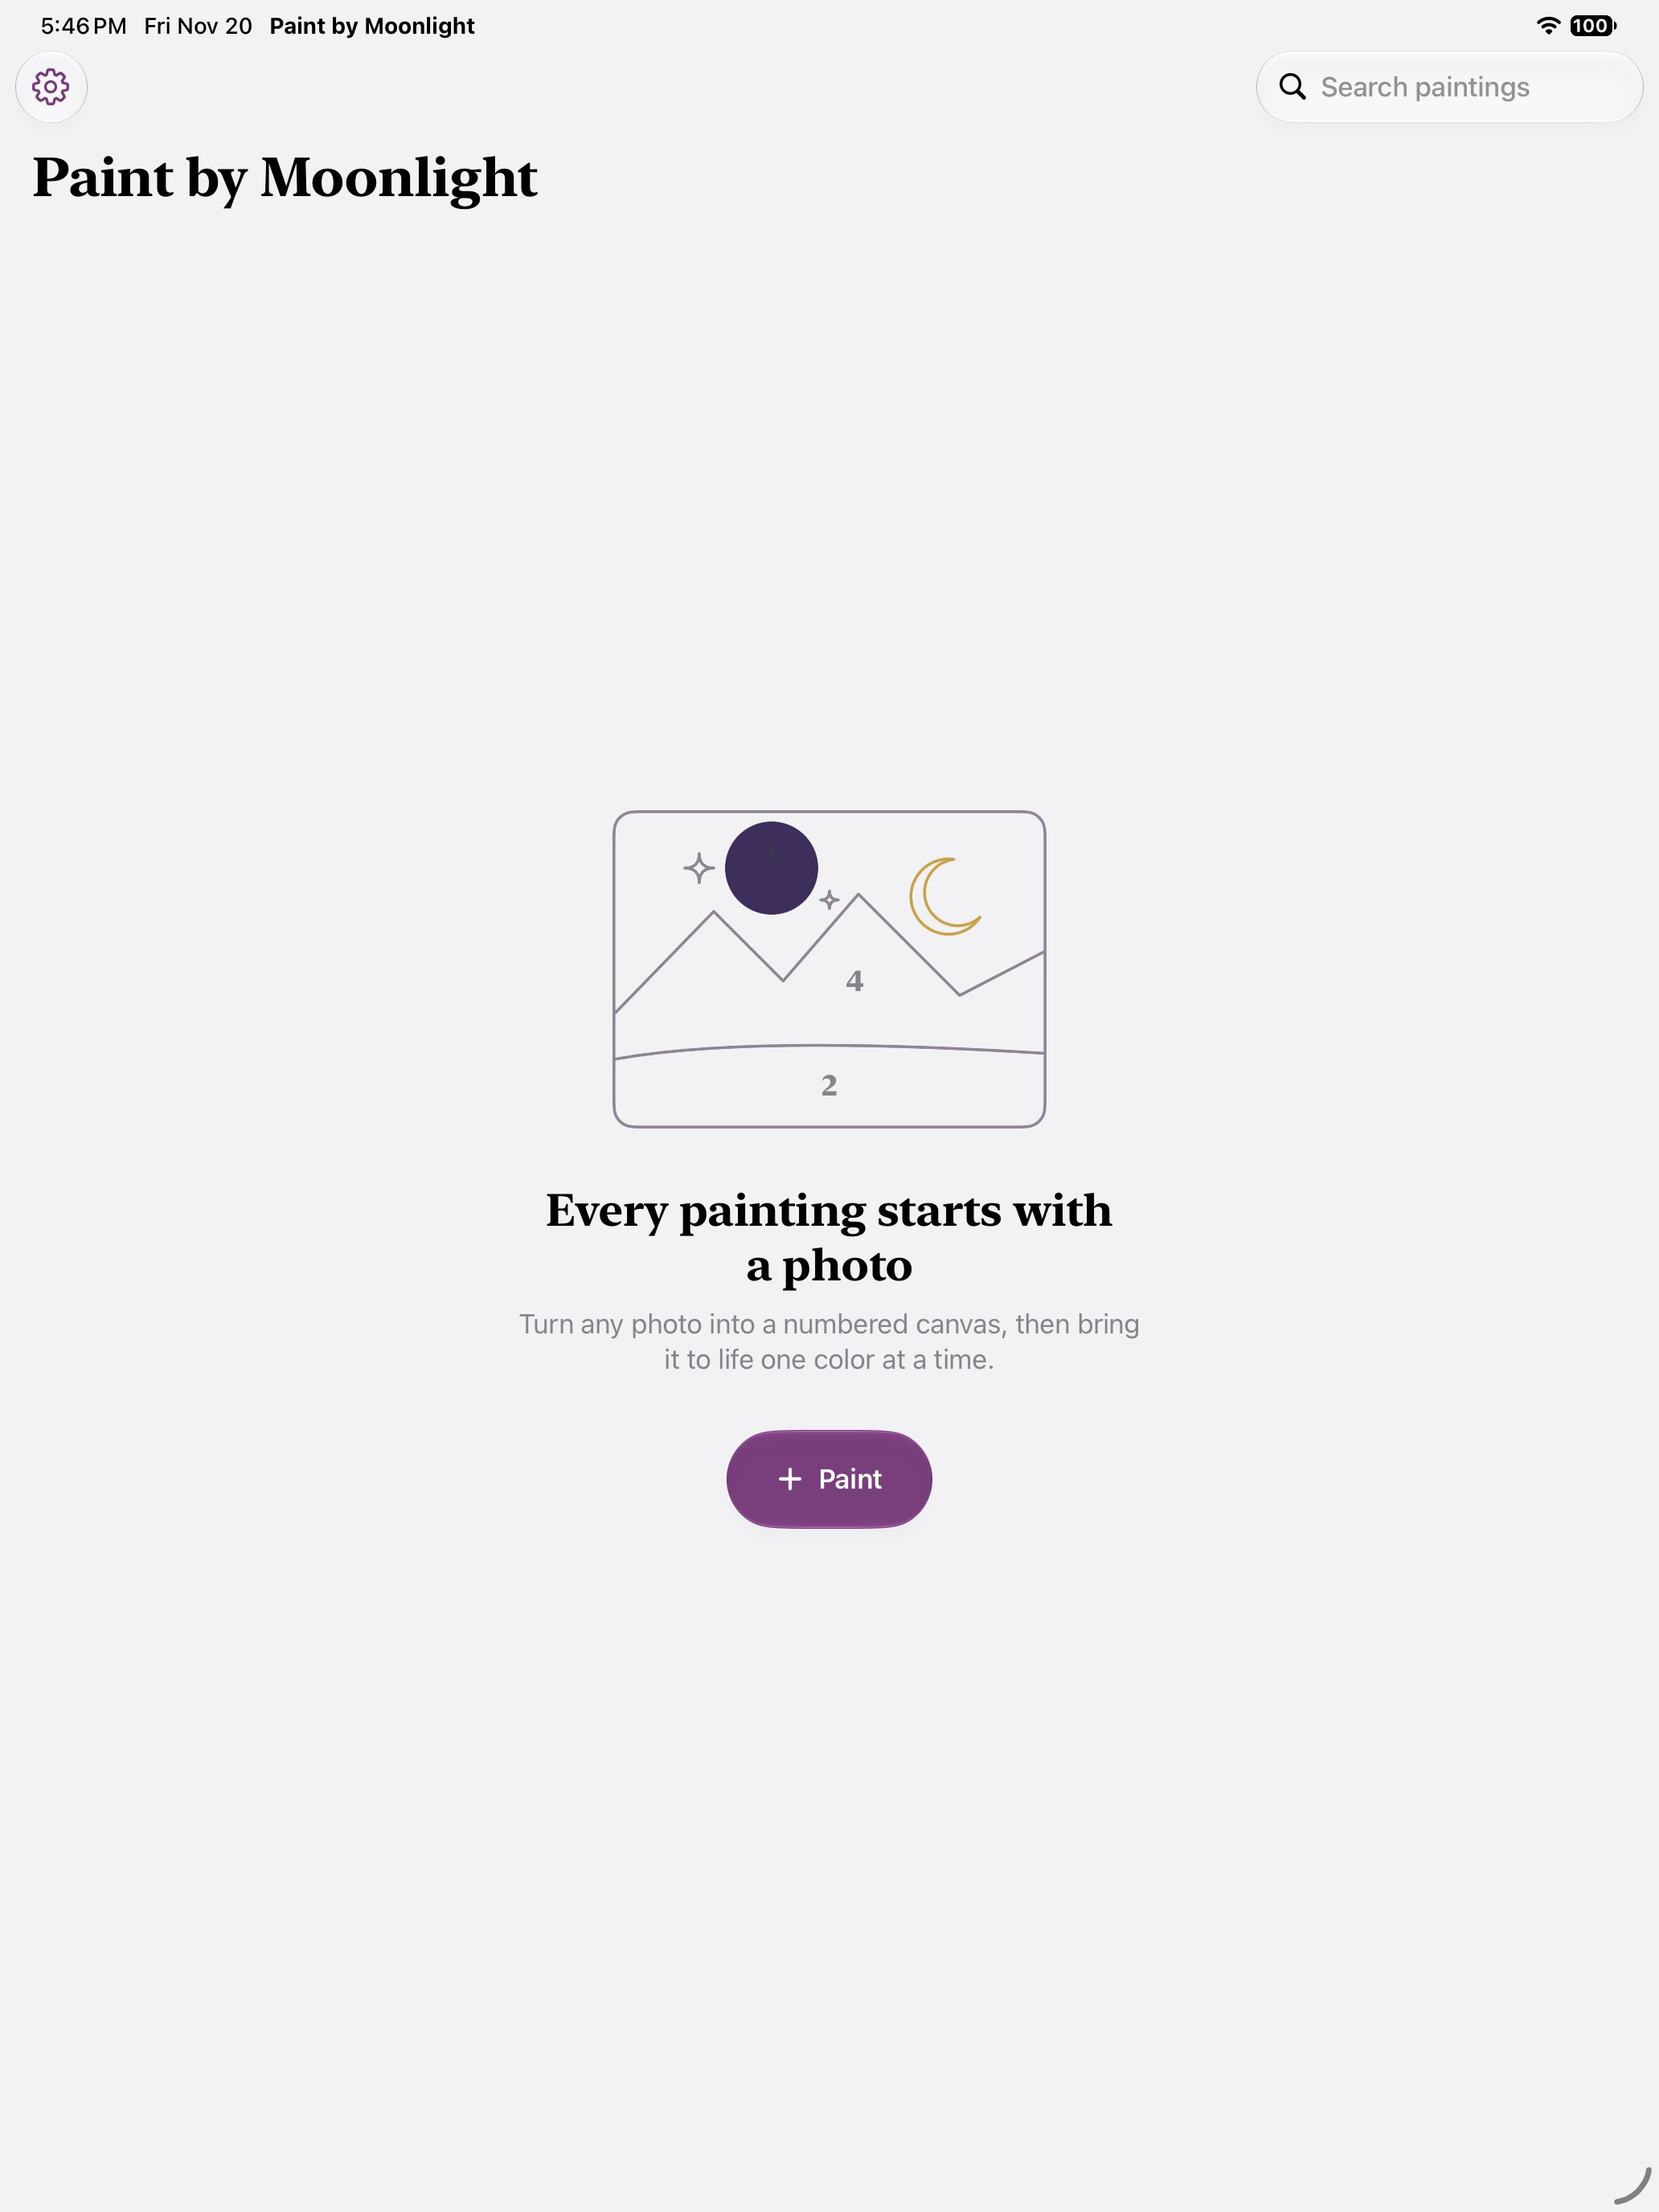 5:46 PM Fri Nov 20 Paint by Moonlight
100
Search paintings
Paint by Moonlight
4
2
Every painting starts with
a photo
Turn any photo into a numbered canvas, then bring
it to life one color at a time.
+ Paint